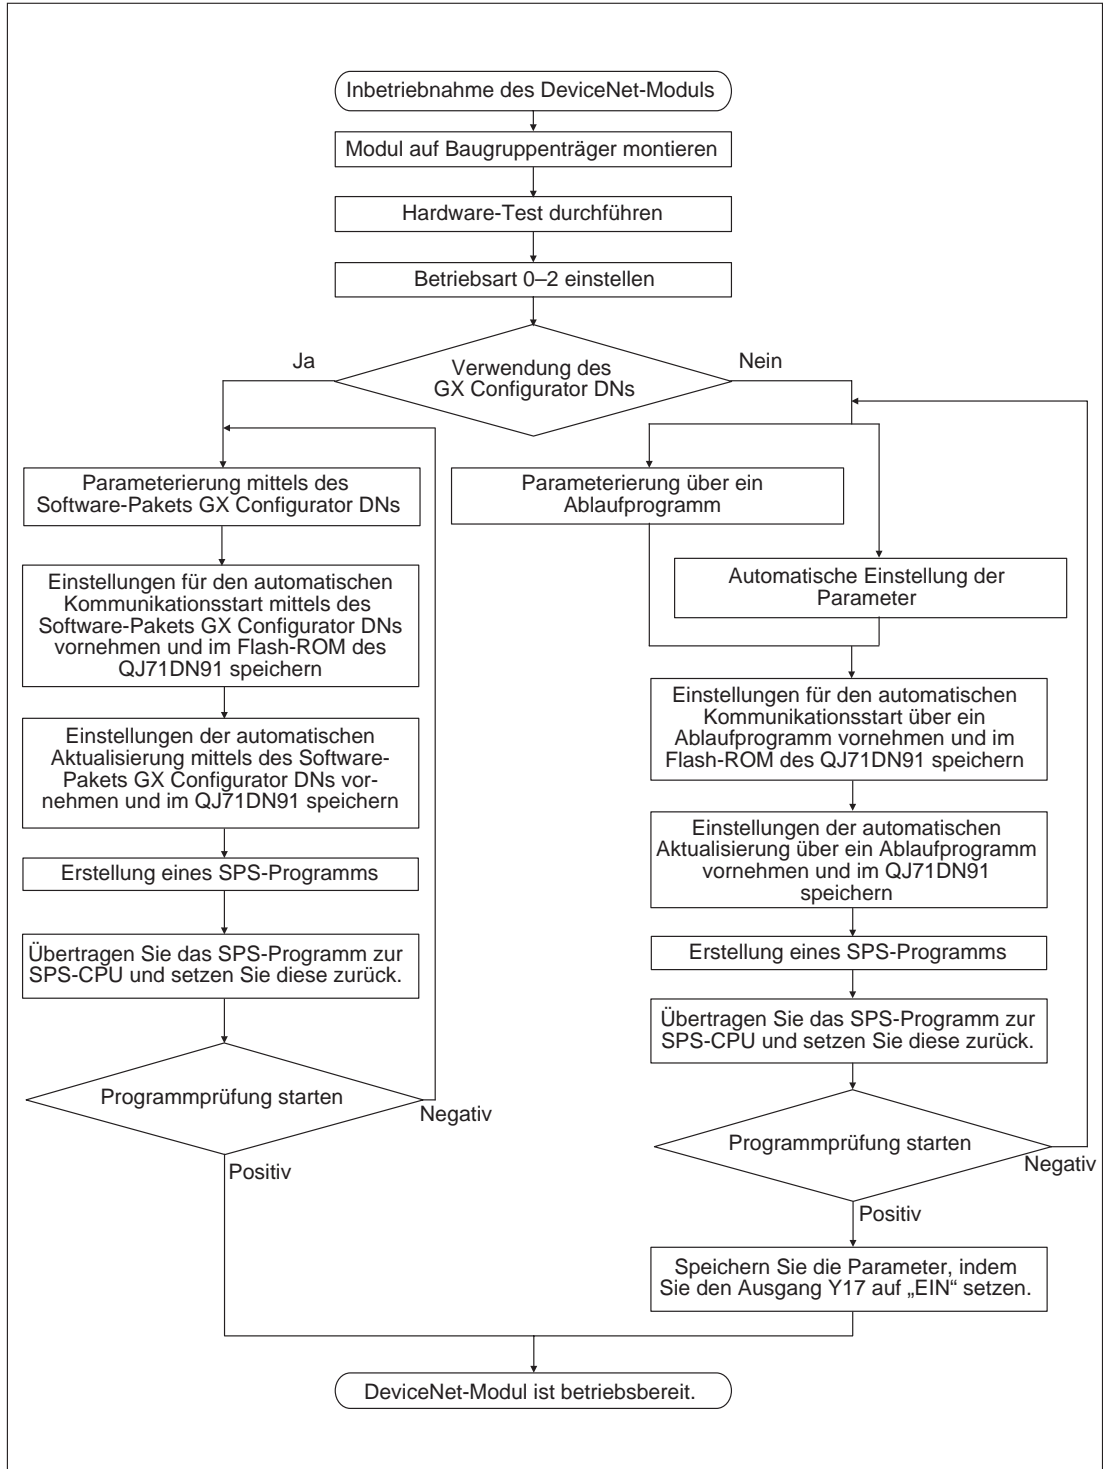 Inbetriebnahme des DeviceNet-Moduls
Modul auf Baugruppenträger montieren
Hardware-Test durchführen
Betriebsart 0–2 einstellen
Verwendung des
GX Configurator DNs
Ja
Nein
Parameterierung mittels des
Software-Pakets GX Configurator DNs
Einstellungen für den automatischen
Kommunikationsstart mittels des
Software-Pakets GX Configurator DNs
vornehmen und im Flash-ROM des
QJ71DN91 speichern
Einstellungen der automatischen
Aktualisierung mittels des Software-
Pakets GX Configurator DNs vor-
nehmen und im QJ71DN91 speichern
Erstellung eines SPS-Programms
Übertragen Sie das SPS-Programm zur
SPS-CPU und setzen Sie diese zurück.
Programmprüfung starten
Negativ
Positiv
Parameterierung über ein
Ablaufprogramm
Automatische Einstellung der
Parameter
Einstellungen für den automatischen
Kommunikationsstart über ein
Ablaufprogramm vornehmen und im
Flash-ROM des QJ71DN91 speichern
Einstellungen der automatischen
Aktualisierung über ein Ablaufprogramm
vornehmen und im QJ71DN91
speichern
Erstellung eines SPS-Programms
Übertragen Sie das SPS-Programm zur
SPS-CPU und setzen Sie diese zurück.
Programmprüfung starten
Negativ
Positiv
Speichern Sie die Parameter, indem
Sie den Ausgang Y17 auf „EIN“ setzen.
DeviceNet-Modul ist betriebsbereit.